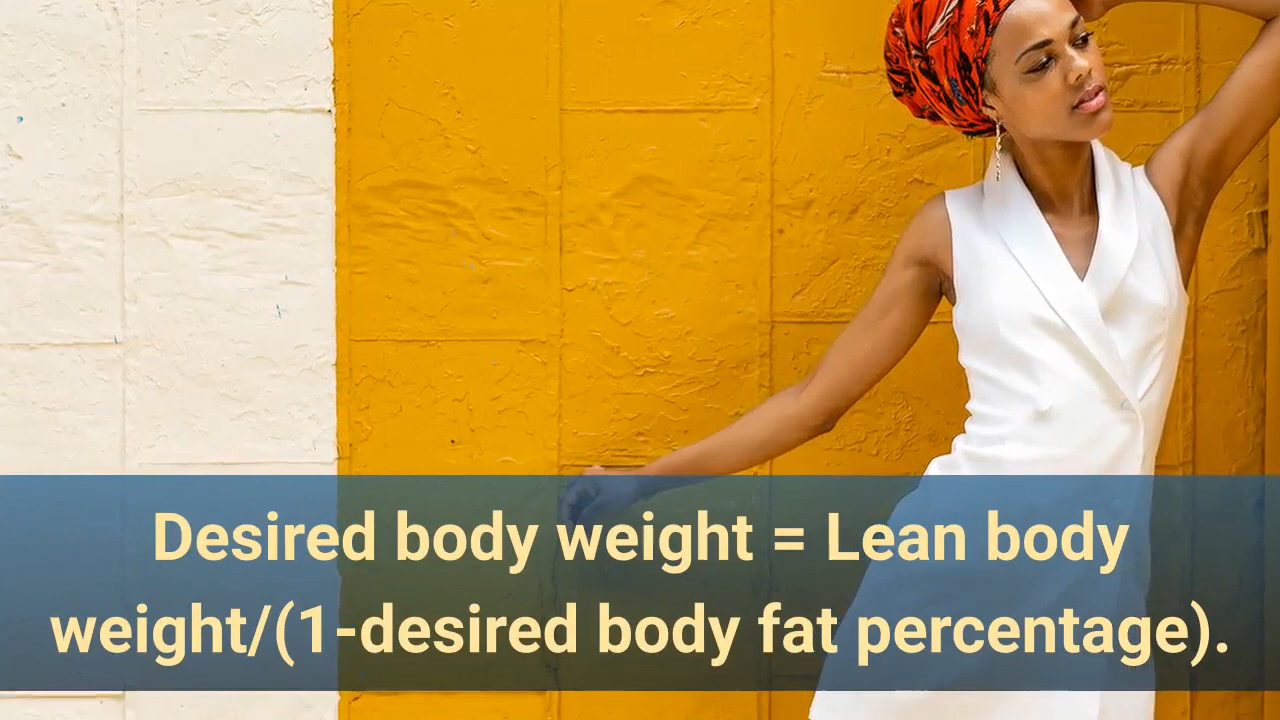 Desired body weight = Lean body
weight/(1-desired body fat percentage).